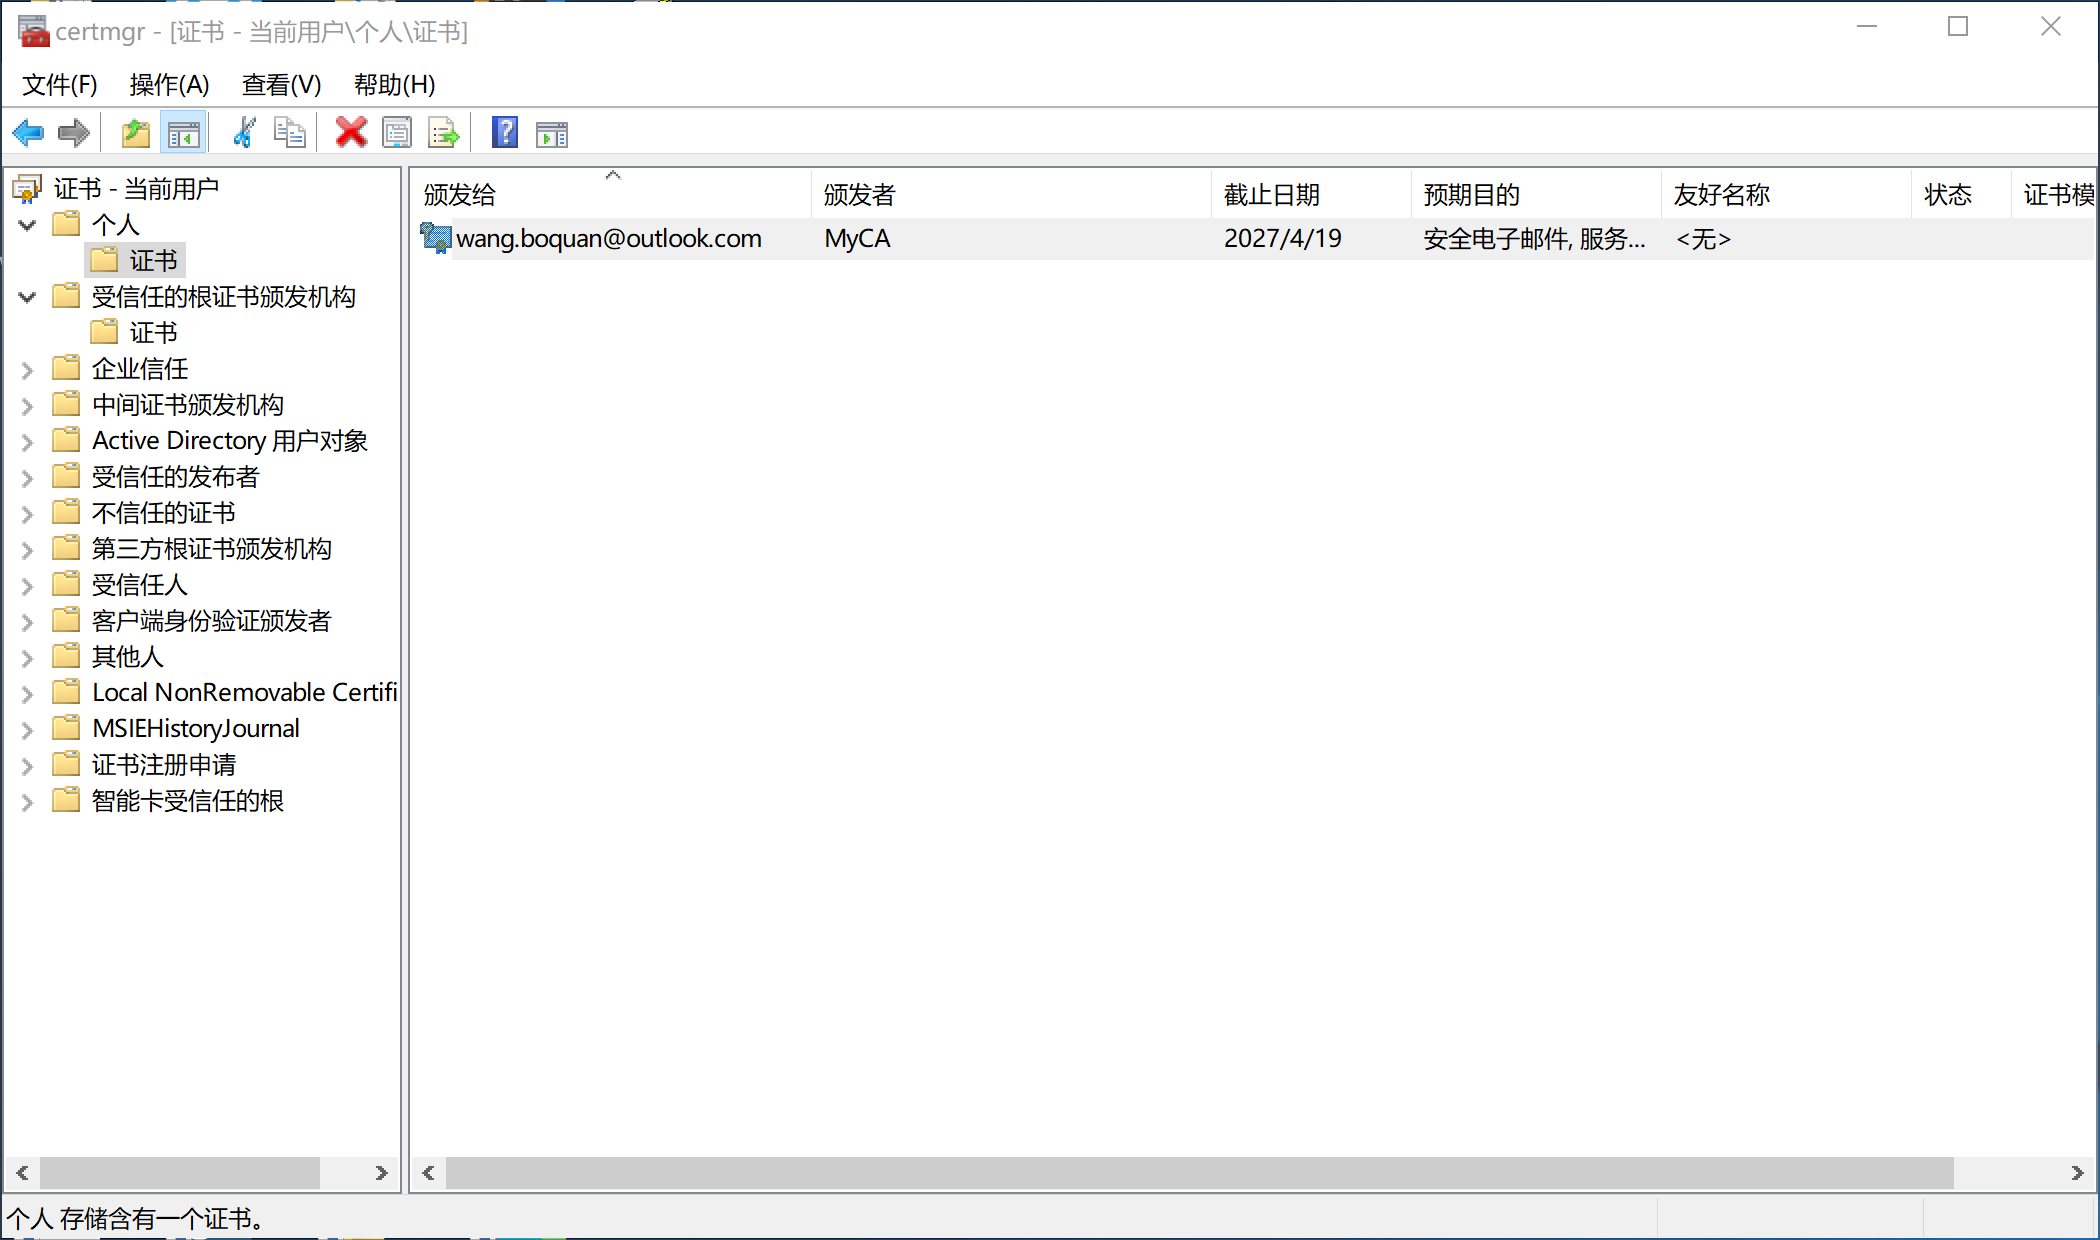 certmgr - [证书 - 当前用户\个人\证书]
文件(F) 操作(A) 查看(V) 帮助(H)
证书 - 当前用户
个人
证书
受信任的根证书颁发机构
证书
企业信任
中间证书颁发机构
Active Directory 用户对象
受信任的发布者
不信任的证书
第三方根证书颁发机构
受信任人
客户端身份验证颁发者
其他人
Local NonRemovable Certifi
MSIEHistoryJournal
证书注册申请
智能卡受信任的根
颁发给 颁发者 截止日期 预期目的 友好名称 状态 证书模
wang.boquan@outlook.com MyCA 2027/4/19 安全电子邮件, 服务... <无>
个人 存储含有一个证书。